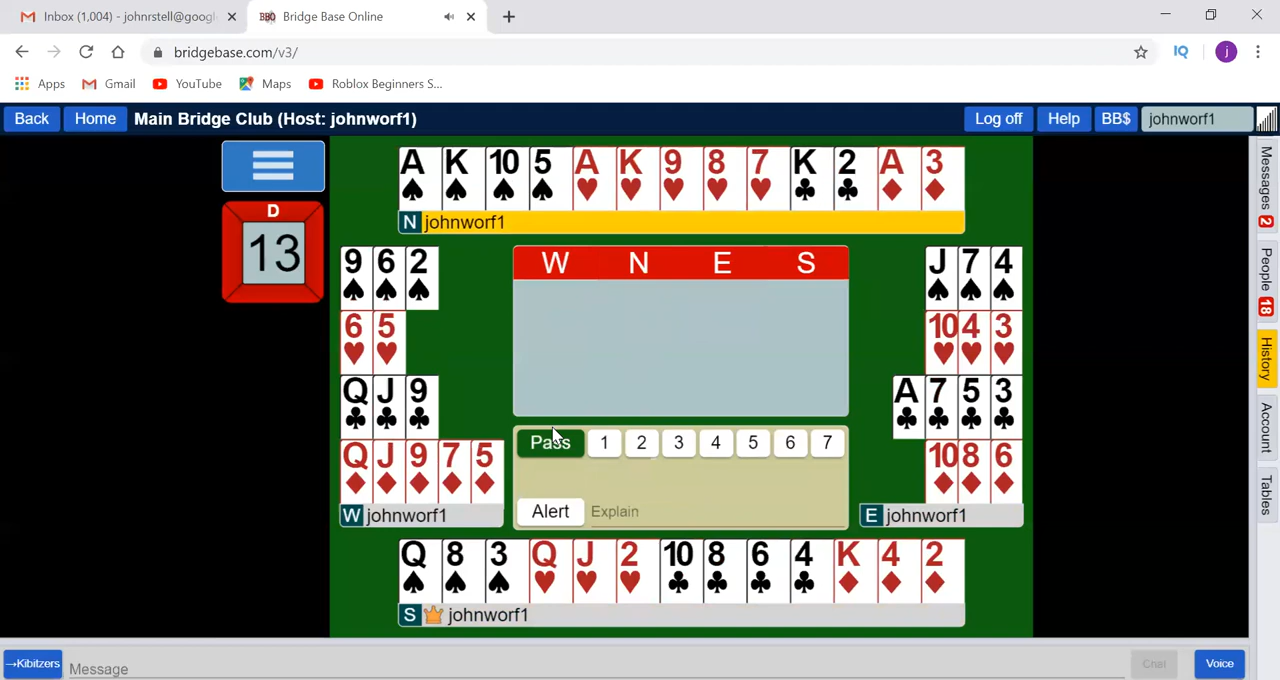 Inbox (1,004) - johnrstell@googl
BBO Bridge Base Online
bridgebase.com/v3/
IQ j
Apps Gmail YouTube Maps Roblox Beginners S...
Back Home Main Bridge Club (Host: johnworf1) Log off Help BB$ johnworf1
D
13
A K 10 5 A K 9 8 7 K 2 A 3
N johnworf1
W N E S
9 6 2
6 5
Q J 9
Q J 9 7 5
W johnworf1
J 7 4
10 4 3
A 7 5 3
10 8 6
E johnworf1
Pass 1 2 3 4 5 6 7
Alert Explain
Q 8 3 Q J 2 10 8 6 4 K 4 2
S johnworf1
Messages 2
People 18
History
Account
Tables
→Kibitzers Message Chat Voice